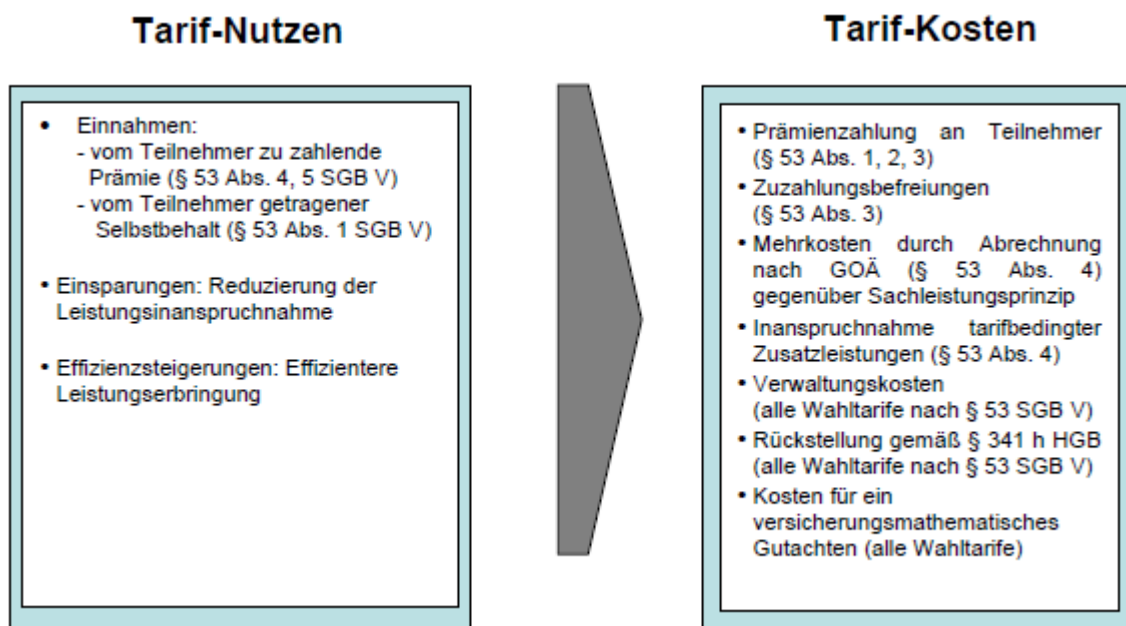 Tarif-Nutzen
• Einnahmen:
- vom Teilnehmer zu zahlende
Prämie (§ 53 Abs. 4, 5 SGB V)
- vom Teilnehmer getragener
Selbstbehalt (§ 53 Abs. 1 SGB V)
• Einsparungen: Reduzierung der
Leistungsinanspruchnahme
• Effizienzsteigerungen: Effizientere
Leistungserbringung
Tarif-Kosten
• Prämienzahlung an Teilnehmer
(§ 53 Abs. 1, 2, 3)
• Zuzahlungsbefreiungen
(§ 53 Abs. 3)
• Mehrkosten durch Abrechnung
nach GOÄ (§ 53 Abs. 4)
gegenüber Sachleistungsprinzip
• Inanspruchnahme tarifbedingter
Zusatzleistungen (§ 53 Abs. 4)
• Verwaltungskosten
(alle Wahltarife nach § 53 SGB V)
• Rückstellung gemäß § 341 h HGB
(alle Wahltarife nach § 53 SGB V)
• Kosten für ein
versicherungsmathematisches
Gutachten (alle Wahltarife)